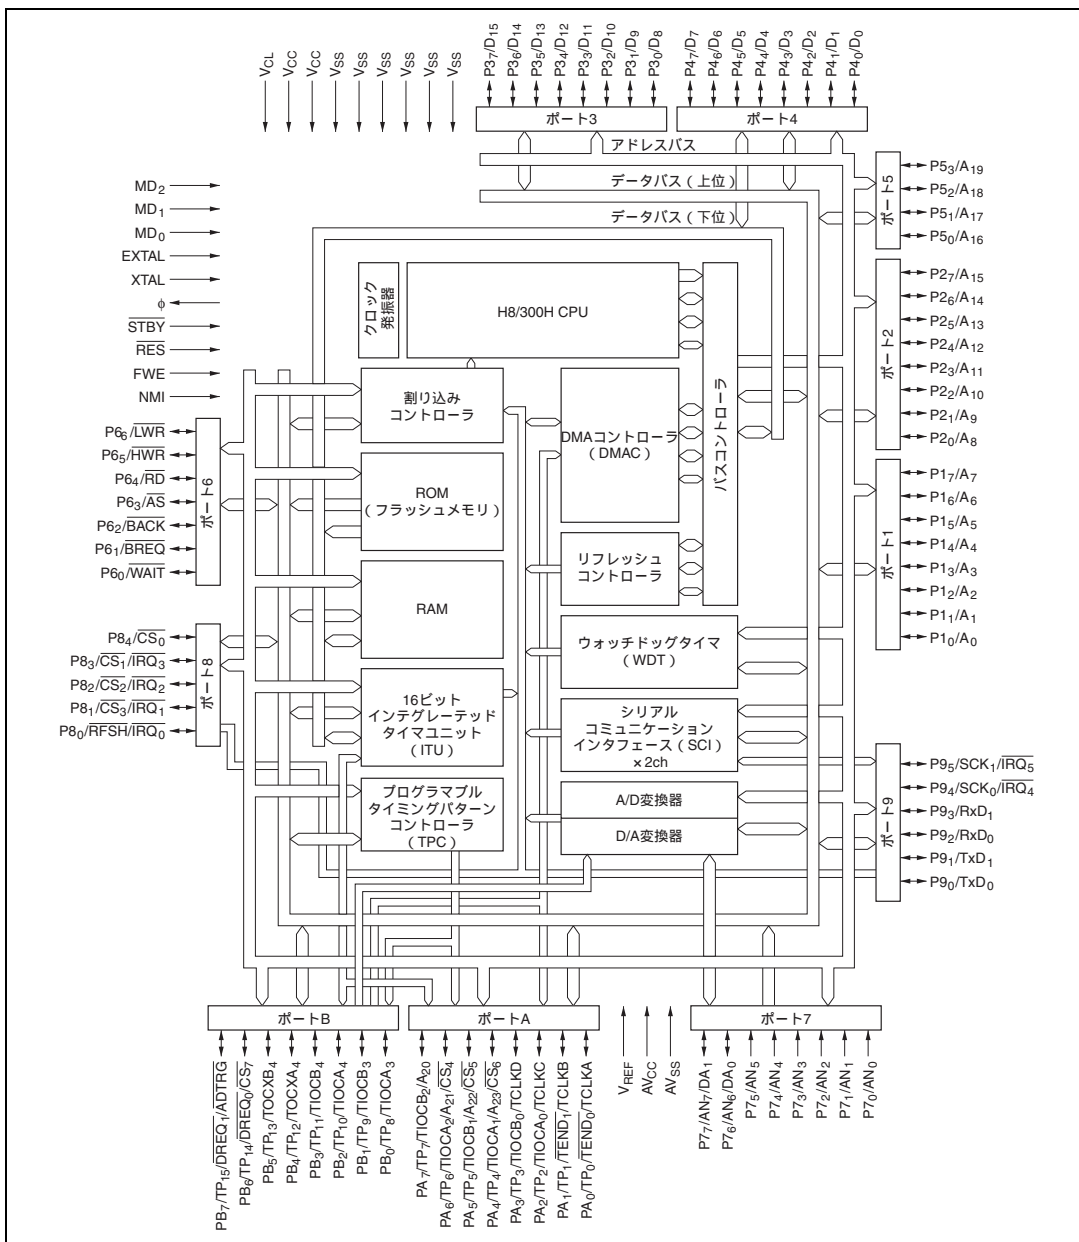 VCL
VCC
VCC
VSS
VSS
VSS
VSS
VSS
VSS
P37/D15
P36/D14
P35/D13
P34/D12
P33/D11
P32/D10
P31/D9
P30/D8
P47/D7
P46/D6
P45/D5
P44/D4
P43/D3
P42/D2
P41/D1
P40/D0
ポート3
ポート4
アドレスバス
データバス(上位)
データバス(下位)
MD2
MD1
MD0
EXTAL
XTAL
φ
STBY
RES
FWE
NMI
ポート5
P53/A19
P52/A18
P51/A17
P50/A16
クロック
発振器
H8/300H CPU
バスコントローラ
ポート2
P27/A15
P26/A14
P25/A13
P24/A12
P23/A11
P22/A10
P21/A9
P20/A8
割り込み
コントローラ
DMAコントローラ
(DMAC)
P66/LWR
P65/HWR
P64/RD
P63/AS
P62/BACK
P61/BREQ
P60/WAIT
ポート6
ROM
(フラッシュメモリ)
リフレッシュ
コントローラ
ポート1
P17/A7
P16/A6
P15/A5
P14/A4
P13/A3
P12/A2
P11/A1
P10/A0
RAM
ウォッチドッグタイマ
(WDT)
P84/CS0
P83/CS1/IRQ3
P82/CS2/IRQ2
P81/CS3/IRQ1
P80/RFSH/IRQ0
ポート8
16ビット
インテグレーテッド
タイマユニット
(ITU)
シリアル
コミュニケーション
インタフェース(SCI)
×2ch
プログラマブル
タイミングパターン
コントローラ
(TPC)
A/D変換器
D/A変換器
ポート9
P95/SCK1/IRQ5
P94/SCK0/IRQ4
P93/RxD1
P92/RxD0
P91/TxD1
P90/TxD0
ポートB
ポートA
ポート7
PB7/TP15/DREQ1/ADTRG
PB6/TP14/DREQ0/CS7
PB5/TP13/TOCXB4
PB4/TP12/TOCXA4
PB3/TP11/TIOCB4
PB2/TP10/TIOCA4
PB1/TP9/TIOCB3
PB0/TP8/TIOCA3
PA7/TP7/TIOCB2/A20
PA6/TP6/TIOCA2/A21/CS4
PA5/TP5/TIOCB1/A22/CS5
PA4/TP4/TIOCA1/A23/CS6
PA3/TP3/TIOCB0/TCLKD
PA2/TP2/TIOCA0/TCLKC
PA1/TP1/TEND1/TCLKB
PA0/TP0/TEND0/TCLKA
VREF
AVCC
AVSS
P77/AN7/DA1
P76/AN6/DA0
P75/AN5
P74/AN4
P73/AN3
P72/AN2
P71/AN1
P70/AN0